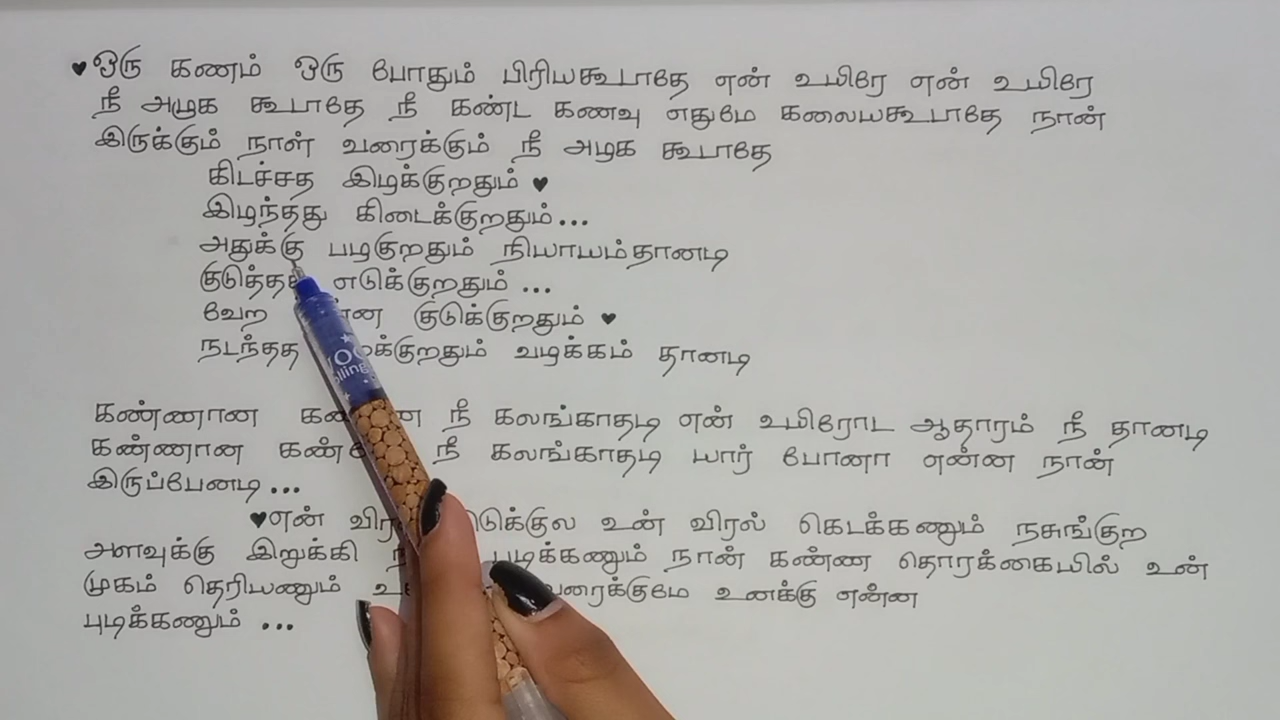 ♥ஒரு கணம் ஒரு போதும் பிரியகூடாதே என் உயிரே என் உயிரே
நீ அழுக கூடாதே நீ கண்ட கணவு எதுமே கலையகூடாதே நான்
இருக்கும் நாள் வரைக்கும் நீ அழக கூடாதே
கிடச்சத இழக்குறதும் ♥
இழந்தது கிடைக்குறதும்...
அதுக்கு பழகுறதும் நியாயம்தானடி
எடுக்குறதும் ...
வேற குடுக்குறதும் ♥
நடந்தத வழக்கம் தானடி
கண்ணான நீ கலங்காதடி என் உயிரோட ஆதாரம் நீ தானடி
கண்ணான நீ கலங்காதடி யார் போனா என்ன நான்
இருப்பேனடி...
♥என் உன் விரல் கெடக்கணும் நசுங்குற
அளவுக்கு இறுக்கி புடிக்கணும் நான் கண்ண தொரக்கையில் உன்
முகம் தெரியணும் வரைக்குமே உனக்கு என்ன
புடிக்கணும் ...